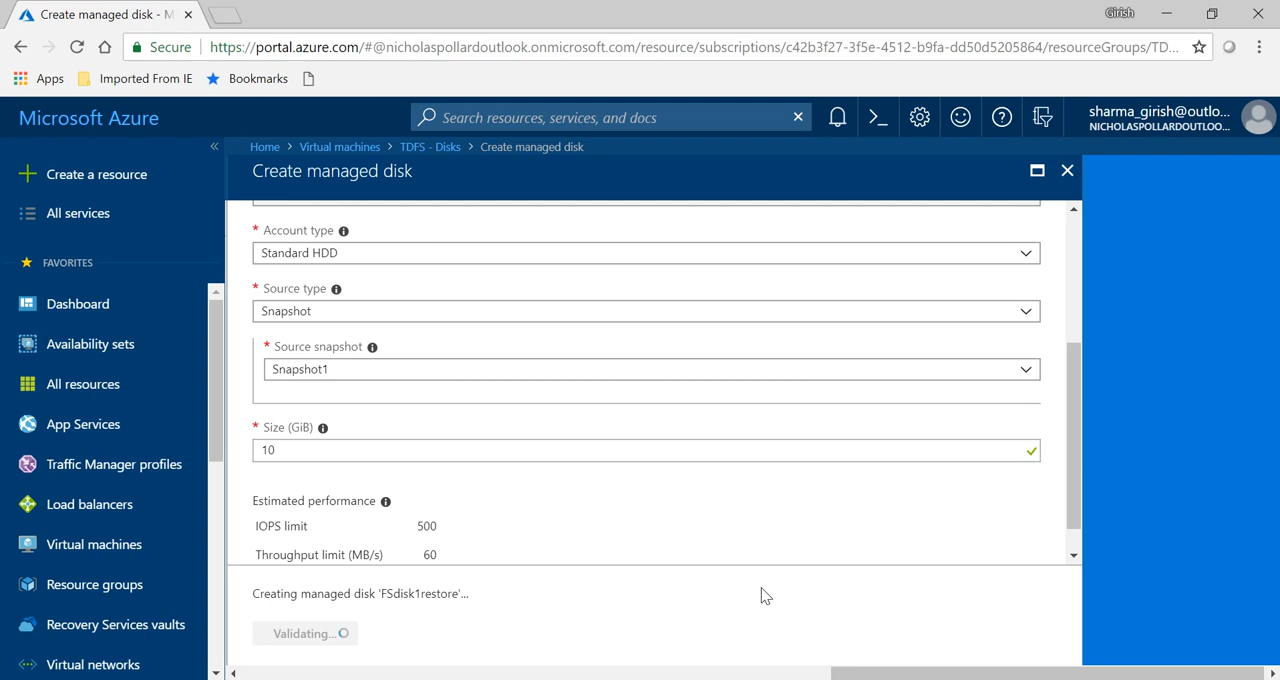 Create managed disk - M
Girish
Secure
https://portal.azure.com/#@nicholaspollardoutlook.onmicrosoft.com/resource/subscriptions/c42b3f27-3f5e-4512-b9fa-dd50d5205864/resourceGroups/TD...
Apps
Imported From IE
Bookmarks
Microsoft Azure
Search resources, services, and docs
sharma_girish@outlo...
NICHOLASPOLLARDOUTLOO...
Home > Virtual machines > TDFS - Disks > Create managed disk
Create managed disk
Create a resource
All services
FAVORITES
Dashboard
Availability sets
All resources
App Services
Traffic Manager profiles
Load balancers
Virtual machines
Resource groups
Recovery Services vaults
Virtual networks
* Account type
Standard HDD
* Source type
Snapshot
* Source snapshot
Snapshot1
* Size (GiB)
10
Estimated performance
IOPS limit 500
Throughput limit (MB/s) 60
Creating managed disk 'FSdisk1restore'...
Validating...